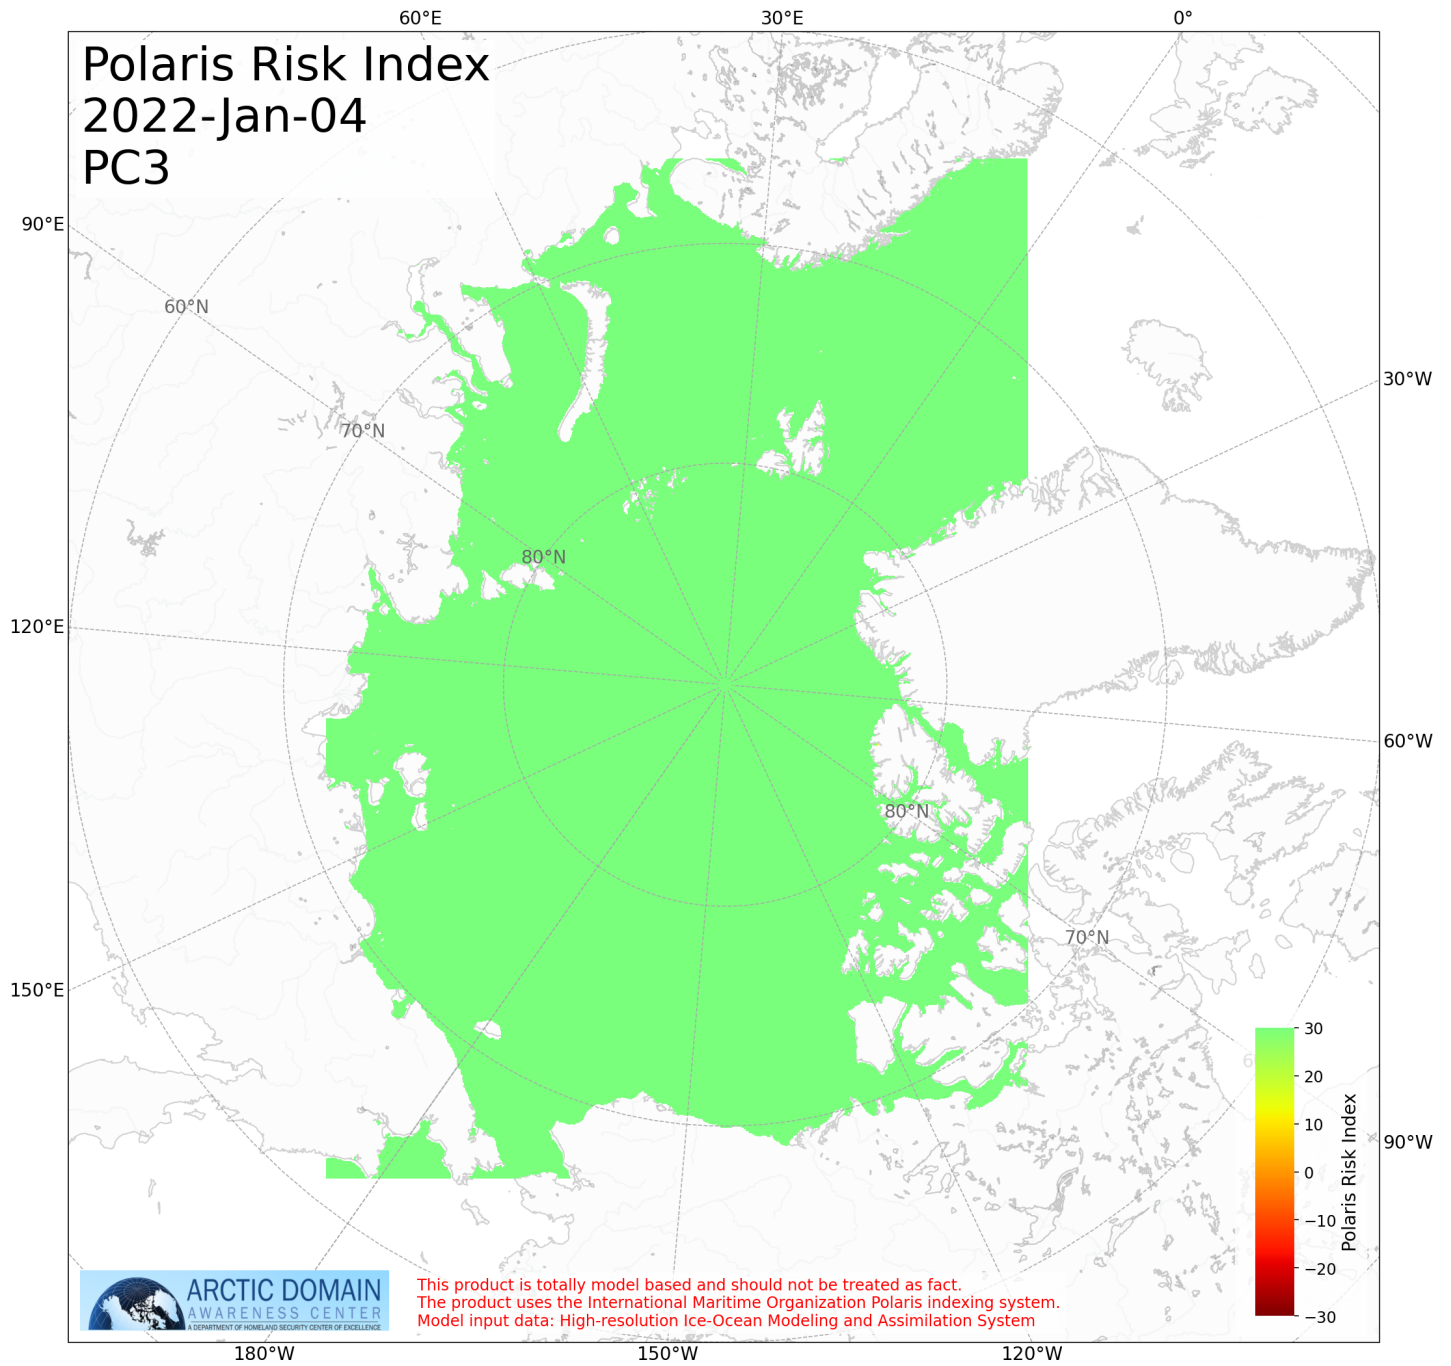 60°E
30°E
0°
Polaris Risk Index
2022-Jan-04
PC3
90°E
60°N
30°W
70°N
80°N
120°E
60W
80°N
70°N
150°E
30
20
10
0
−10
−20
−30
Polaris Risk Index
90°W
ARCTIC DOMAIN
AWARENESS CENTER
A DEPARTMENT OF HOMELAND SECURITY CENTER OF EXCELLENCE
This product is totally model based and should not be treated as fact.
The product uses the International Maritime Organization Polaris indexing system.
Model input data: High-resolution Ice-Ocean Modeling and Assimilation System
180°W
150°W
120°W